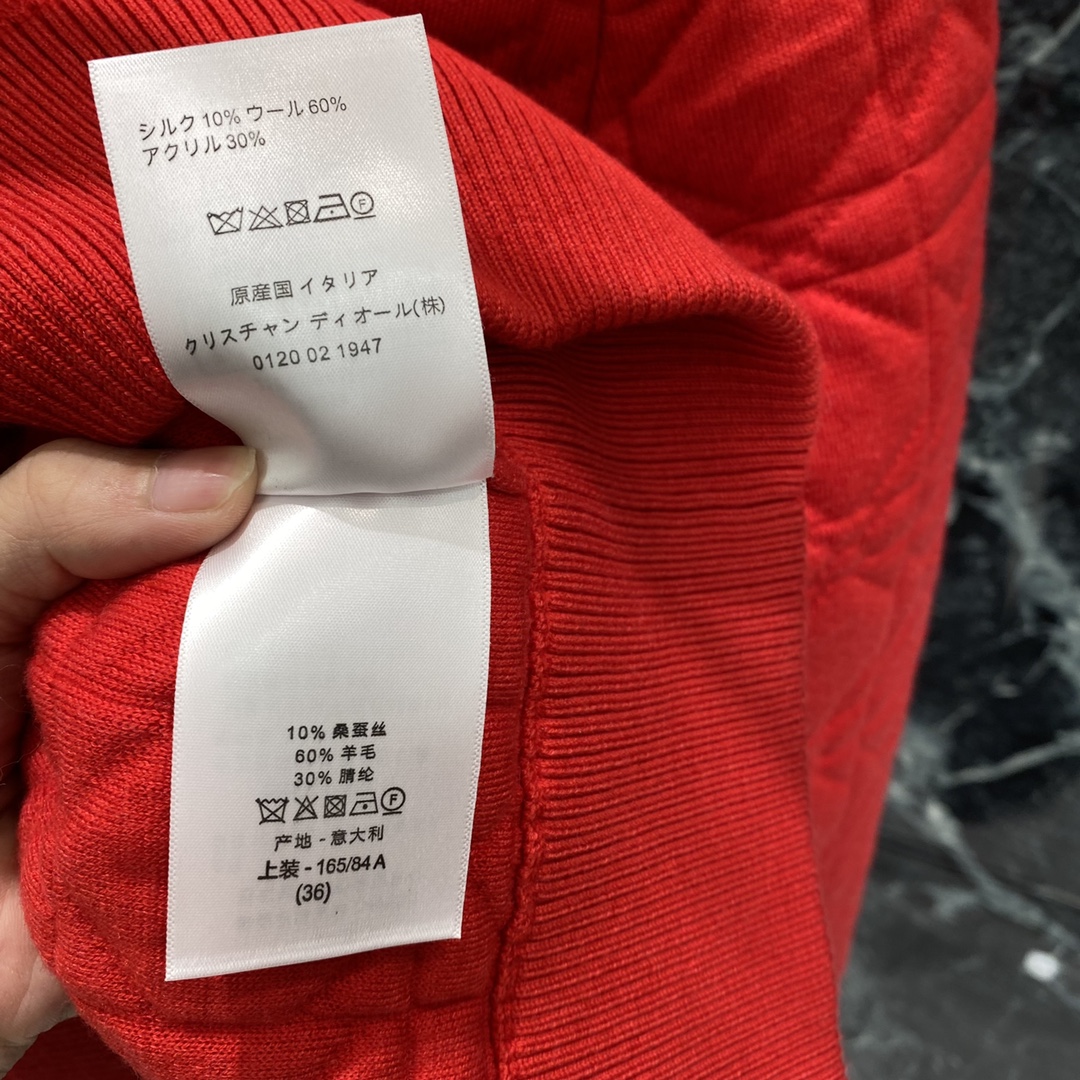 シルク 10% ウール 60%
アクリル 30%
F
原産国 イタリア
クリスチャン ディオール(株)
0120 02 1947
10% 桑蚕丝
60% 羊毛
30% 腈纶
F
产地 - 意大利
上装 - 165/84 A
(36)